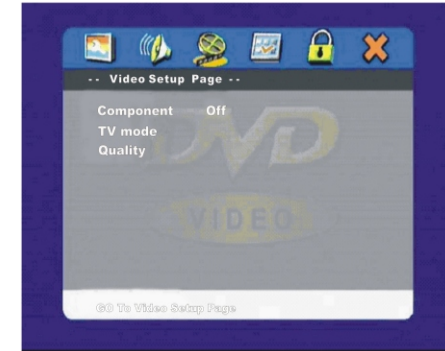 -- Video Setup Page --
Component Off
TV mode
Quality
DVD
VIDEO
GO To Video Setup Page